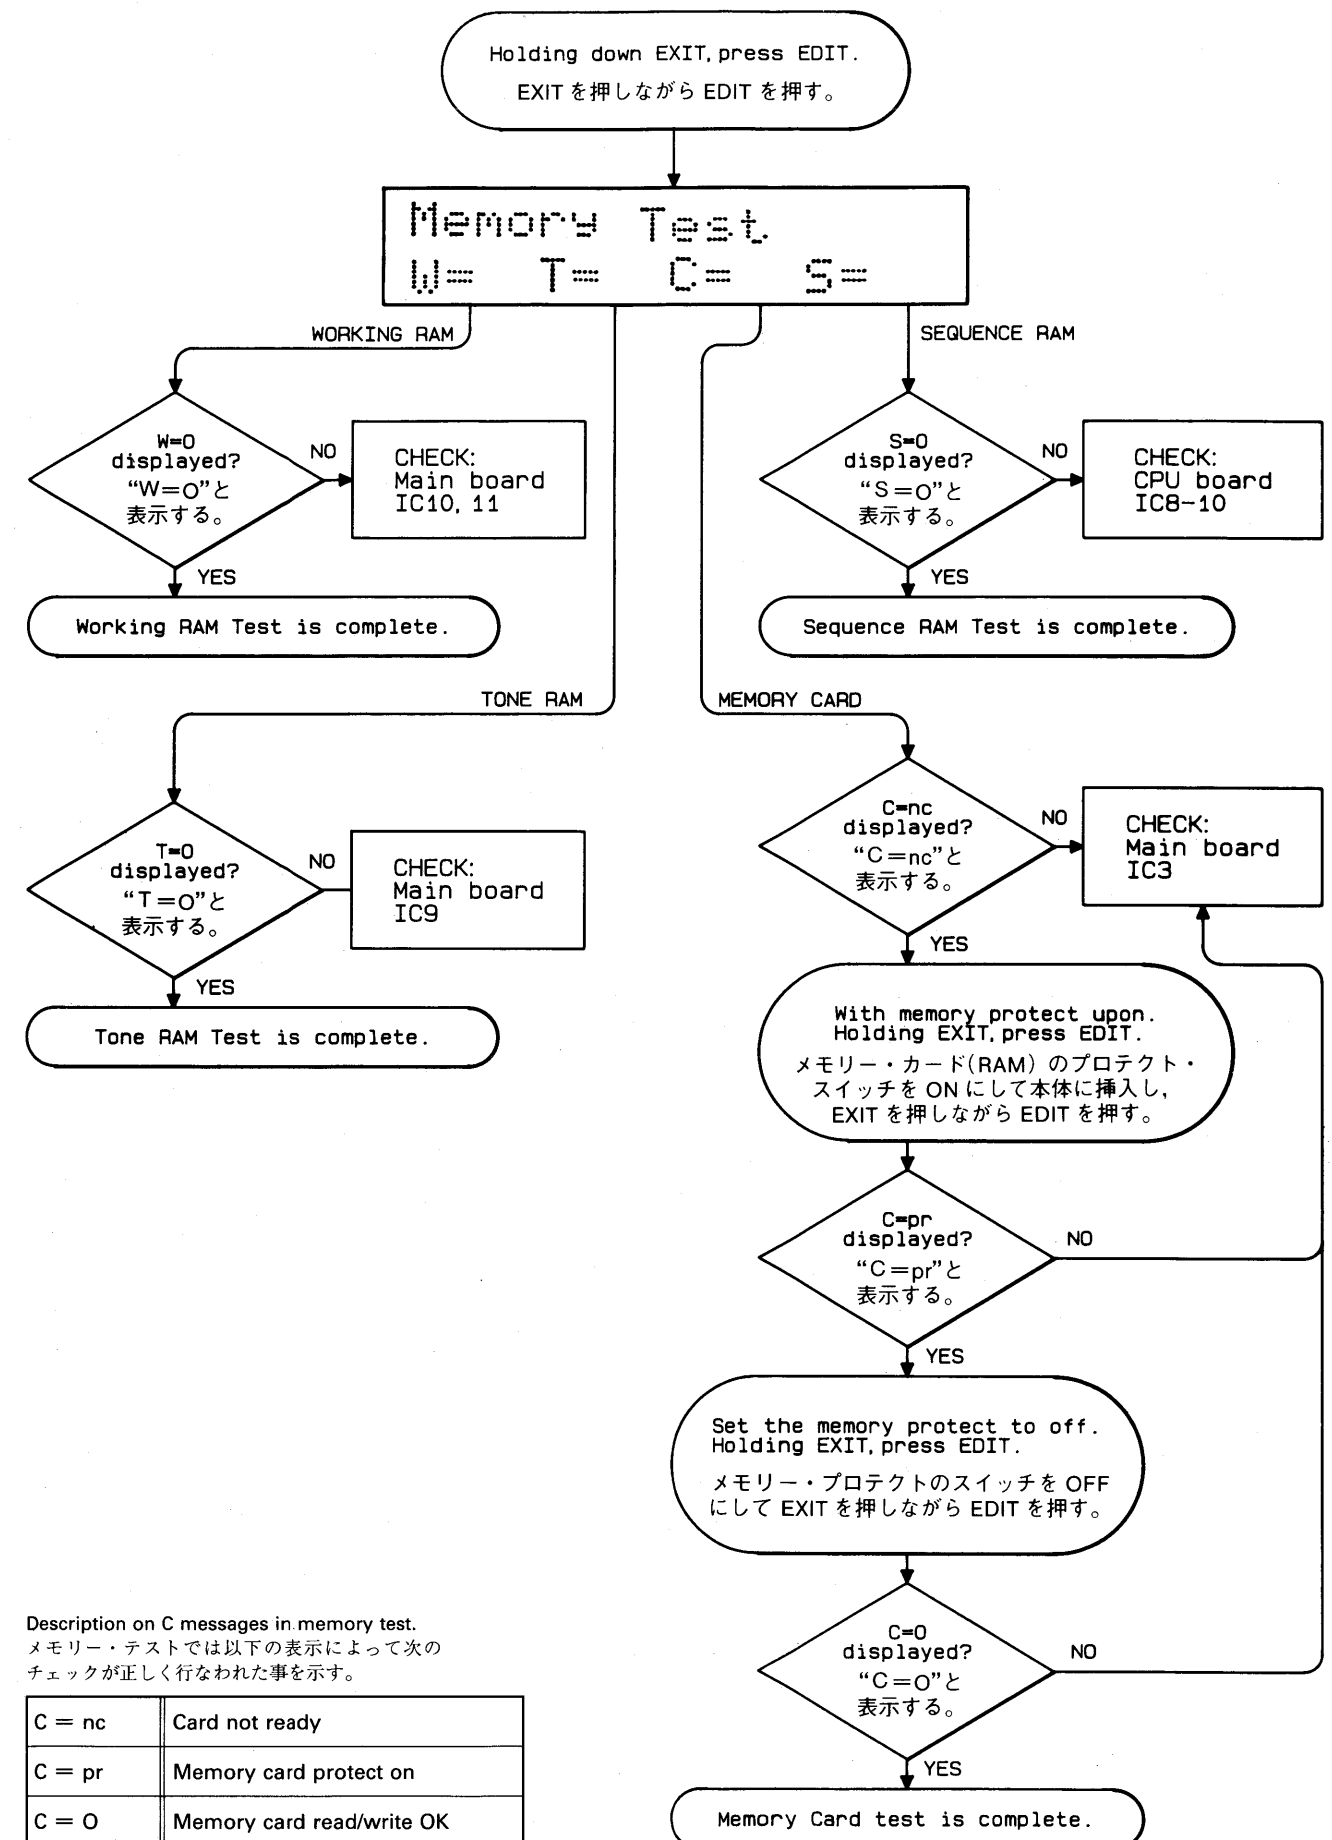 Holding down EXIT, press EDIT.
EXIT を押しながら EDIT を押す。
Memory Test
W= T= C= S=
WORKING RAM
SEQUENCE RAM
W=0
displayed?
“W=O”と
表示する。
NO
CHECK:
Main board
IC10, 11
YES
Working RAM Test is complete.
S=0
displayed?
“S=O”と
表示する。
NO
CHECK:
CPU board
IC8-10
YES
Sequence RAM Test is complete.
TONE RAM
MEMORY CARD
T=0
displayed?
“T=O”と
表示する。
NO
CHECK:
Main board
IC9
YES
Tone RAM Test is complete.
C=nc
displayed?
“C=nc”と
表示する。
NO
CHECK:
Main board
IC3
YES
With memory protect upon.
Holding EXIT, press EDIT.
メモリー・カード(RAM) のプロテクト・
スイッチを ON にして本体に挿入し,
EXIT を押しながら EDIT を押す。
C=pr
displayed?
“C=pr”と
表示する。
NO
YES
Set the memory protect to off.
Holding EXIT, press EDIT.
メモリー・プロテクトのスイッチを OFF
にして EXIT を押しながら EDIT を押す。
C=0
displayed?
“C=O”と
表示する。
NO
YES
Memory Card test is complete.
Description on C messages in memory test.
メモリー・テストでは以下の表示によって次の
チェックが正しく行なわれた事を示す。
C = nc Card not ready
C = pr Memory card protect on
C = O Memory card read/write OK